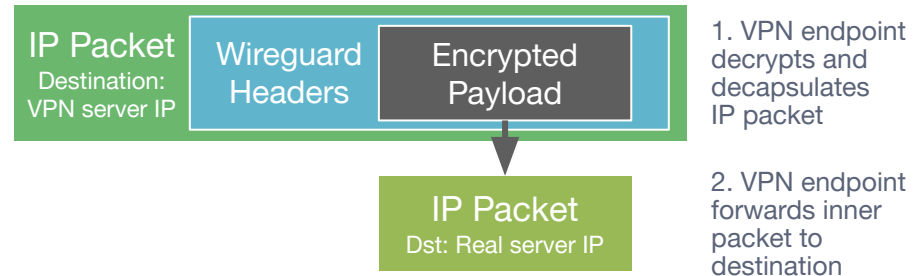 IP Packet
Destination:
VPN server IP
Wireguard
Headers
Encrypted
Payload
1. VPN endpoint
decrypts and
decapsulates
IP packet
IP Packet
Dst: Real server IP
2. VPN endpoint
forwards inner
packet to
destination